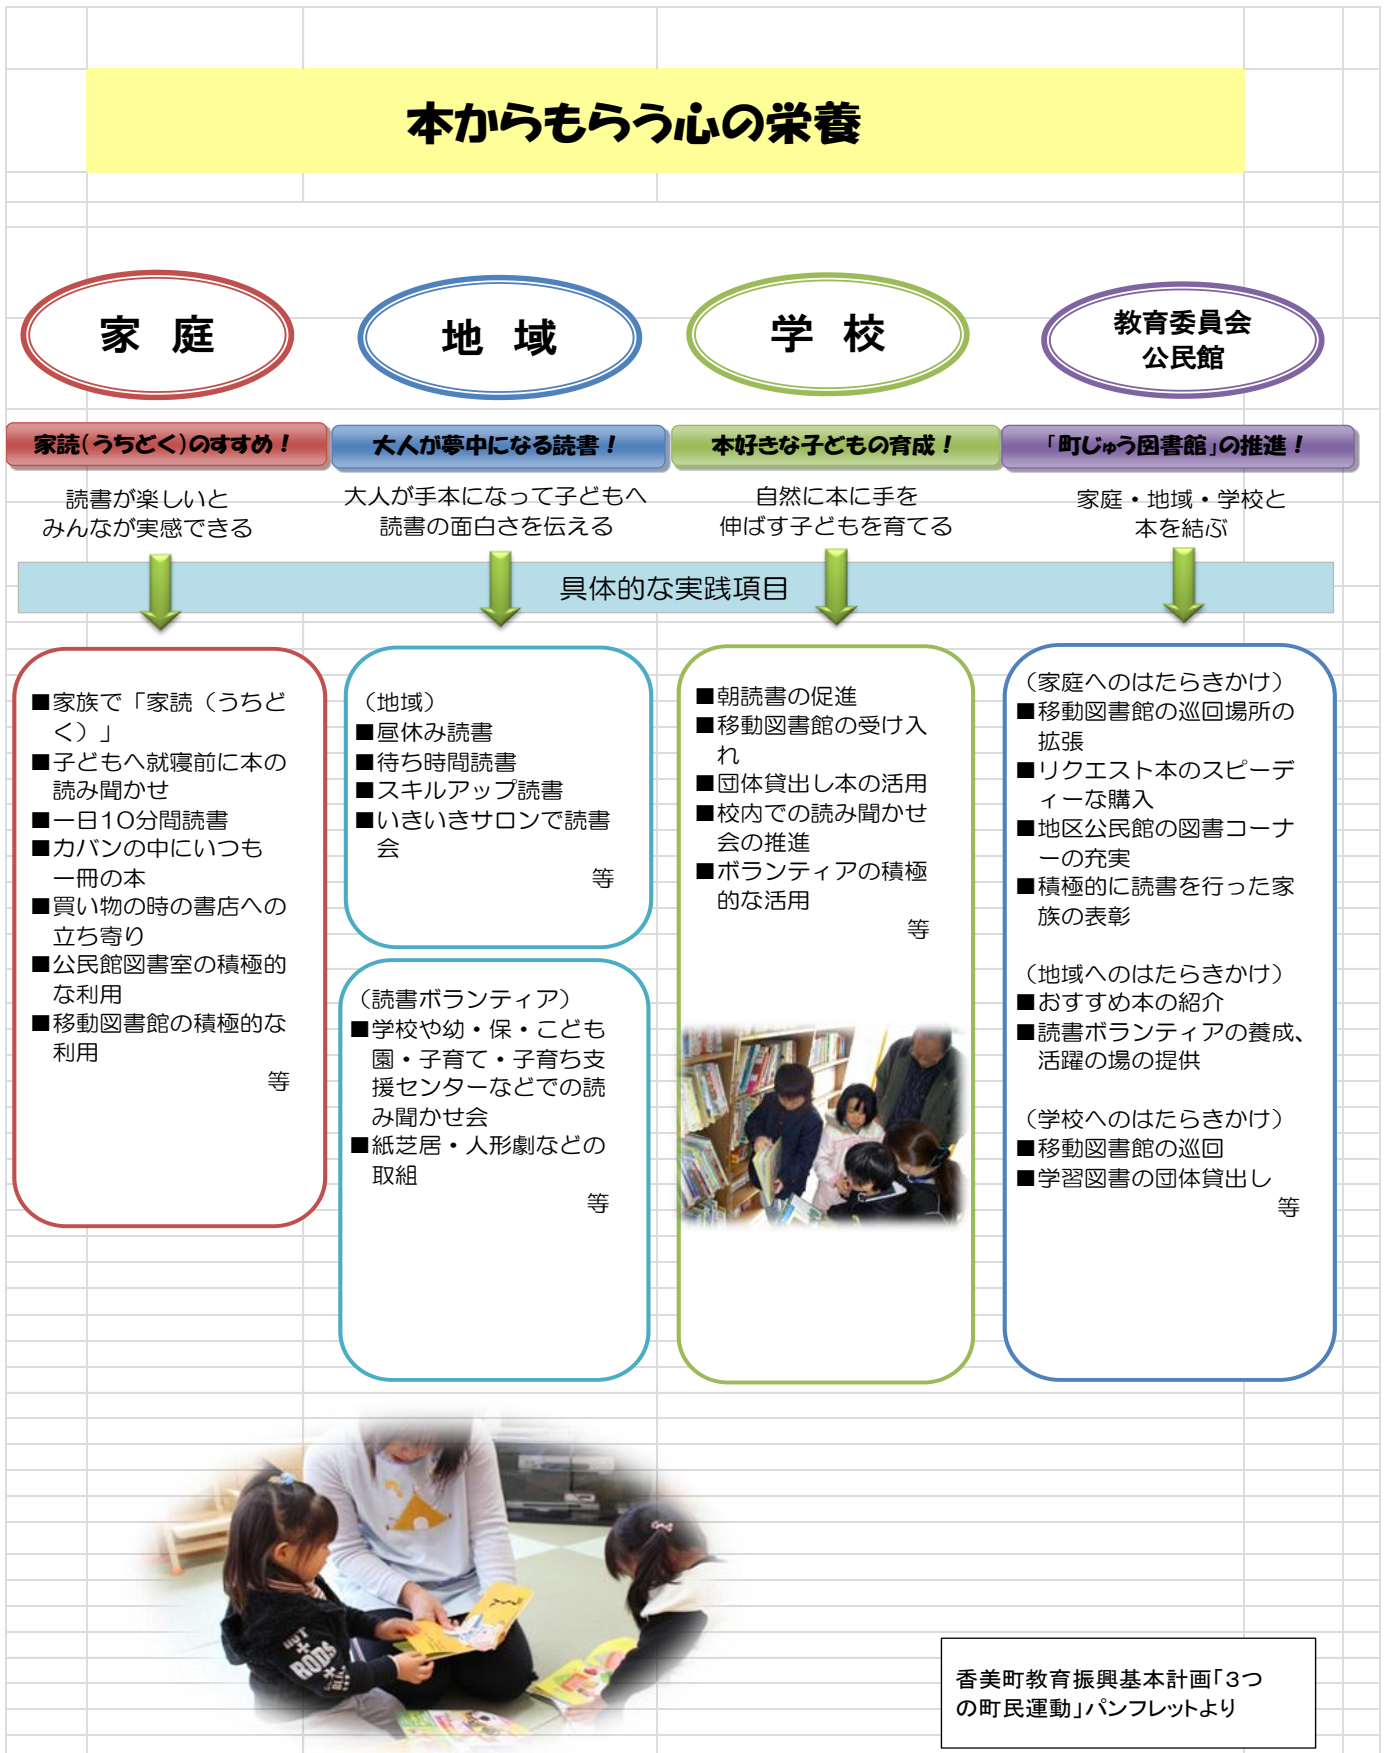 本からもらう心の栄養
家 庭
地 域
学 校
教育委員会
公民館
家読(うちどく)のすすめ！
大人が夢中になる読書！
本好きな子どもの育成！
「町じゅう図書館」の推進！
読書が楽しいと
みんなが実感できる
大人が手本になって子どもへ
読書の面白さを伝える
自然に本に手を
伸ばす子どもを育てる
家庭・地域・学校と
本を結ぶ
具体的な実践項目
■家族で「家読（うちど
く）」
■子どもへ就寝前に本の
読み聞かせ
■一日10分間読書
■カバンの中にいつも
一冊の本
■買い物の時の書店への
立ち寄り
■公民館図書室の積極的
な利用
■移動図書館の積極的な
利用
等
（地域）
■昼休み読書
■待ち時間読書
■スキルアップ読書
■いきいきサロンで読書
会
等
（読書ボランティア）
■学校や幼・保・こども
園・子育て・子育ち支
援センターなどでの読
み聞かせ会
■紙芝居・人形劇などの
取組
等
■朝読書の促進
■移動図書館の受け入
れ
■団体貸出し本の活用
■校内での読み聞かせ
会の推進
■ボランティアの積極
的な活用
等
（家庭へのはたらきかけ）
■移動図書館の巡回場所の
拡張
■リクエスト本のスピーデ
ィーな購入
■地区公民館の図書コーナ
ーの充実
■積極的に読書を行った家
族の表彰
（地域へのはたらきかけ）
■おすすめ本の紹介
■読書ボランティアの養成、
活躍の場の提供
（学校へのはたらきかけ）
■移動図書館の巡回
■学習図書の団体貸出し
等
RODS
香美町教育振興基本計画「３つ
の町民運動」パンフレットより